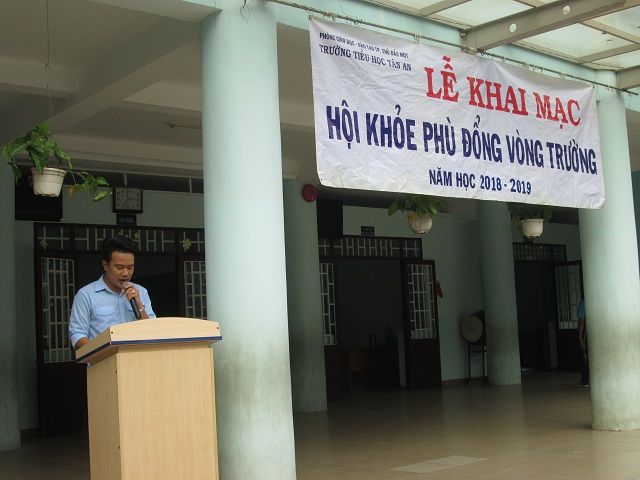 PHÒNG GIÁO DỤC - ĐÀO TẠO TP. THỦ DẦU MỘT
TRƯỜNG TIỂU HỌC TÂN AN
LỄ KHAI MẠC
HỘI KHỎE PHÙ ĐỔNG VÒNG TRƯỜNG
NĂM HỌC 2018 - 2019